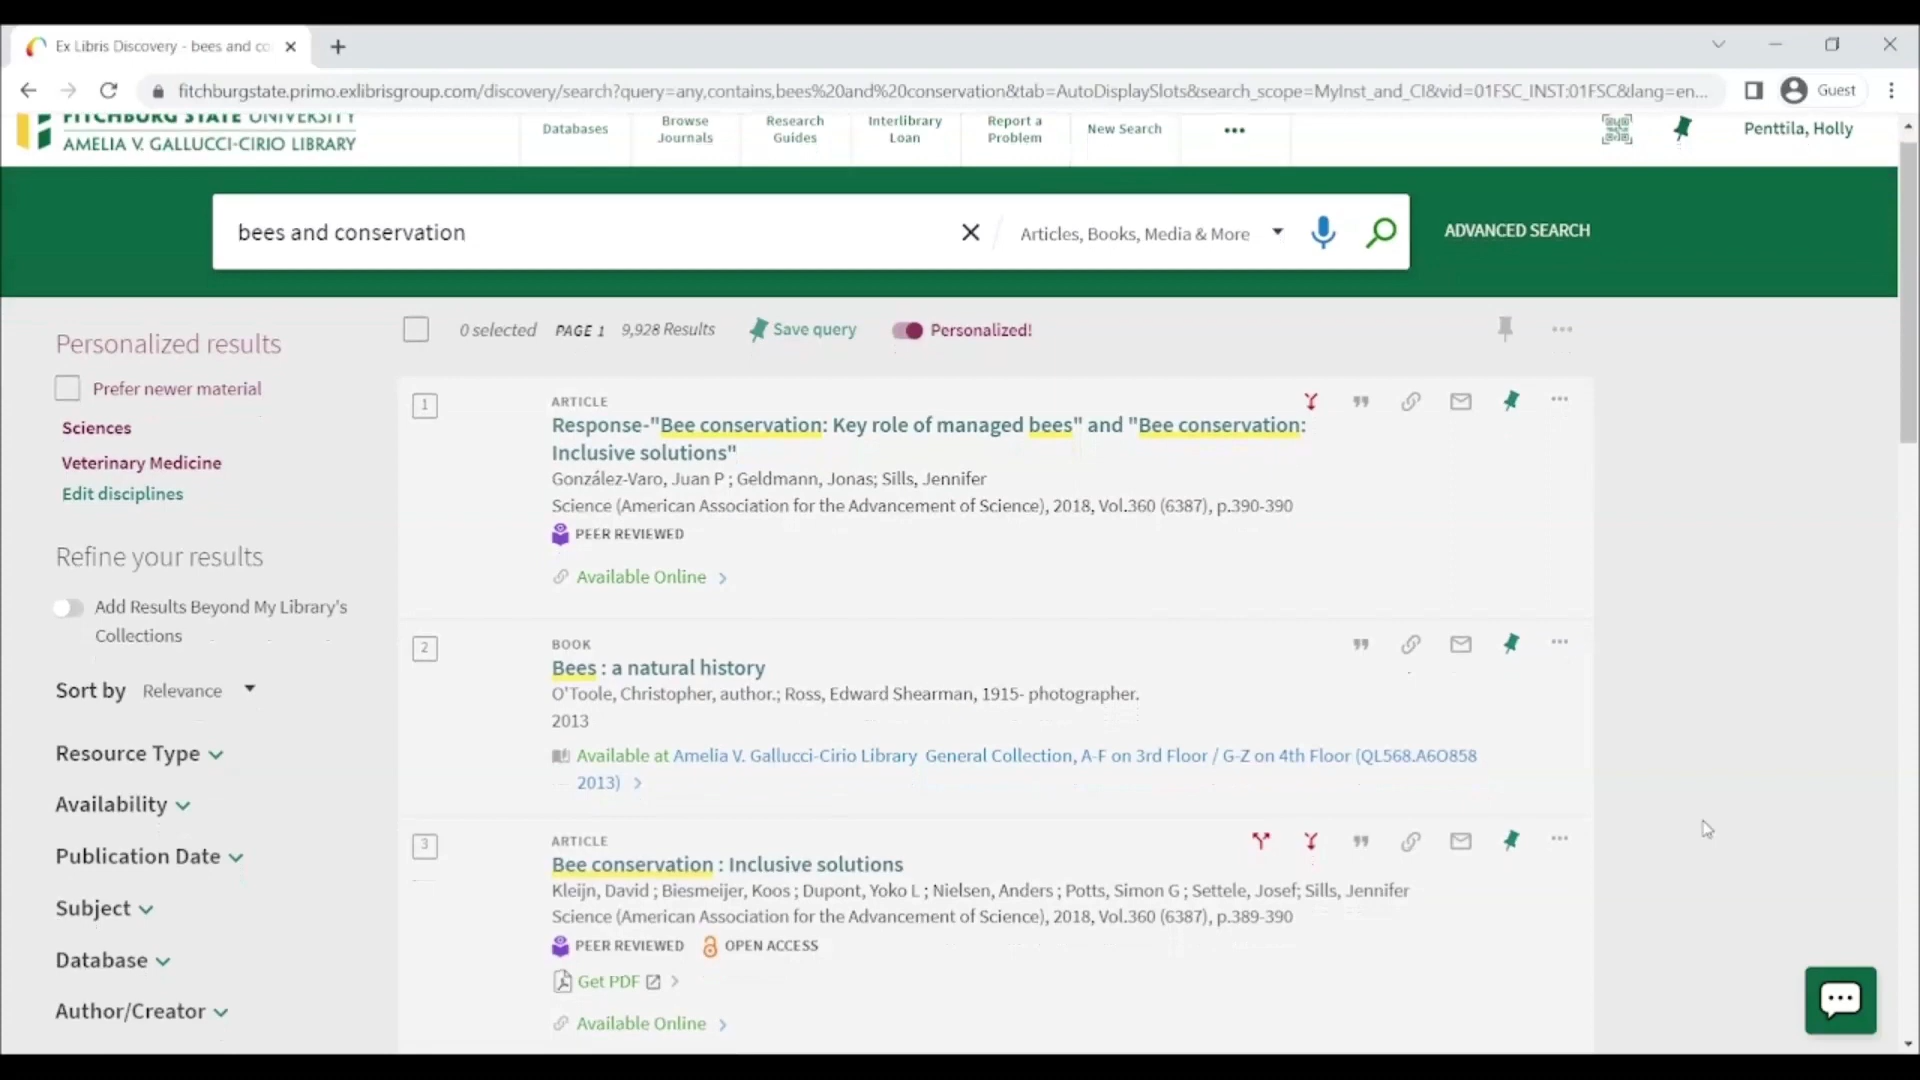 Ex Libris Discovery - bees and co
fitchburgstate.primo.exlibrisgroup.com/discovery/search?query=any,contains,bees%20and%20conservation&tab=AutoDisplaySlots&search_scope=MyInst_and_CI&vid=01FSC_INST:01FSC&lang=en...
Guest
FITCHBURG STATE UNIVERSITY
AMELIA V. GALLUCCI-CIRIO LIBRARY
Databases
Browse
Journals
Research
Guides
Interlibrary
Loan
Report a
Problem
New Search
Penttila, Holly
bees and conservation
Articles, Books, Media & More
ADVANCED SEARCH
Personalized results
Prefer newer material
Sciences
Veterinary Medicine
Edit disciplines
Refine your results
Add Results Beyond My Library's
Collections
Sort by Relevance
Resource Type
Availability
Publication Date
Subject
Database
Author/Creator
0 selected PAGE 1 9,928 Results Save query Personalized!
1
ARTICLE
Response-"Bee conservation: Key role of managed bees" and "Bee conservation:
Inclusive solutions"
González-Varo, Juan P ; Geldmann, Jonas; Sills, Jennifer
Science (American Association for the Advancement of Science), 2018, Vol.360 (6387), p.390-390
PEER REVIEWED
Available Online
2
BOOK
Bees : a natural history
O'Toole, Christopher, author.; Ross, Edward Shearman, 1915- photographer.
2013
Available at Amelia V. Gallucci-Cirio Library General Collection, A-F on 3rd Floor / G-Z on 4th Floor (QL568.A6O858
2013)
3
ARTICLE
Bee conservation : Inclusive solutions
Kleijn, David ; Biesmeijer, Koos ; Dupont, Yoko L ; Nielsen, Anders ; Potts, Simon G ; Settele, Josef; Sills, Jennifer
Science (American Association for the Advancement of Science), 2018, Vol.360 (6387), p.389-390
PEER REVIEWED OPEN ACCESS
Get PDF
Available Online